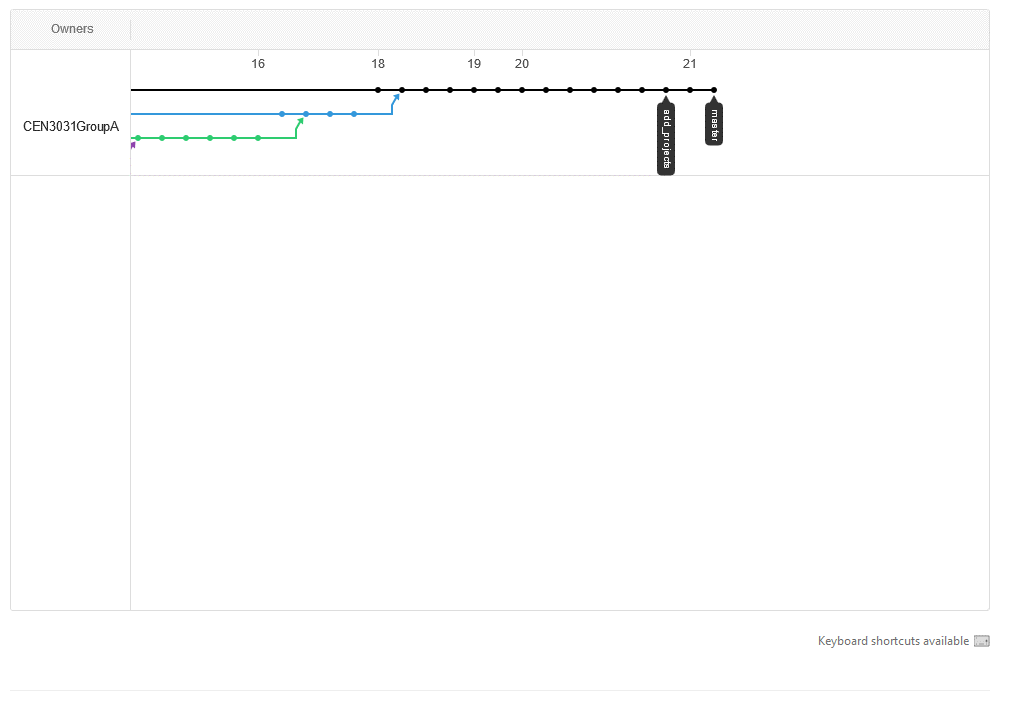 Owners
16 18 19 20 21
CEN3031GroupA
add_projects
master
Keyboard shortcuts available